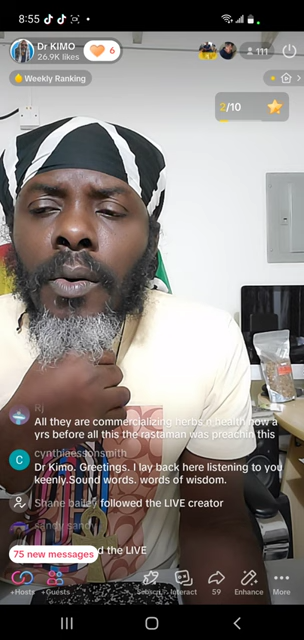 8:55
Dr KIMO
26.9K likes
6
111
Weekly Ranking
2/10
Rj
All they are commercializing herbs n health now a
yrs before all this the rastaman was preachin this
cynthiaessonsmith
C
Dr Kimo. Greetings. I lay back here listening to you
keenly.Sound words. words of wisdom.
Shane bailey followed the LIVE creator
sandy sandy
75 new messages
d the LIVE
+Hosts
+Guests
Interact
59
Enhance
More